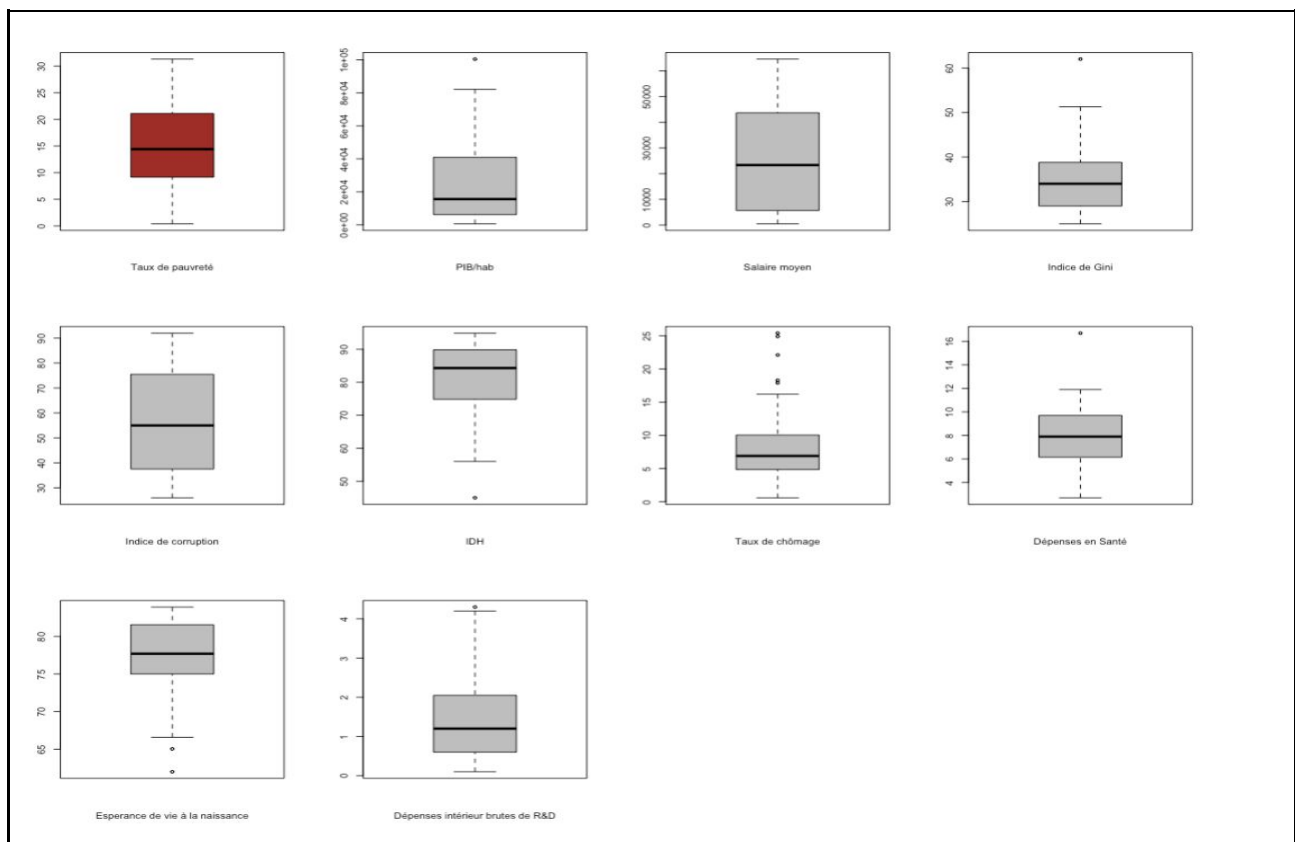 0 5 10 15 20 25 30
0e+00 2e+04 4e+04 6e+04 8e+04 1e+05
0 10000 30000 50000
30 40 50 60
Taux de pauvreté
PIB/hab
Salaire moyen
Indice de Gini
30 40 50 60 70 80 90
50 60 70 80 90
0 5 10 15 20 25
4 6 8 10 12 14 16
Indice de corruption
IDH
Taux de chômage
Dépenses en Santé
65 70 75 80
0 1 2 3 4
Esperance de vie à la naissance
Dépenses intérieur brutes de R&D